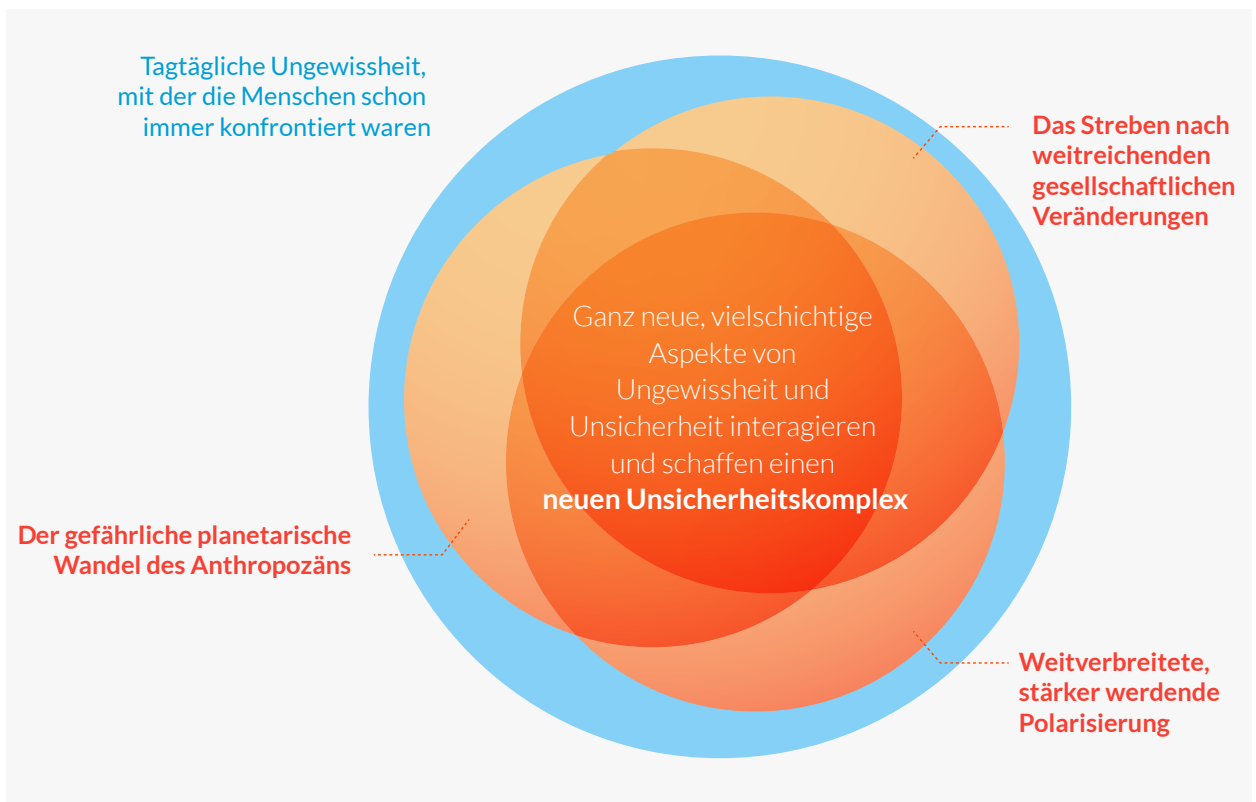 Tagtägliche Ungewissheit,
mit der die Menschen schon
immer konfrontiert waren
Das Streben nach
weitreichenden
gesellschaftlichen
Veränderungen
Ganz neue, vielschichtige
Aspekte von
Ungewissheit und
Unsicherheit interagieren
und schaffen einen
neuen Unsicherheitskomplex
Der gefährliche planetarische
Wandel des Anthropozäns
Weitverbreitete,
stärker werdende
Polarisierung